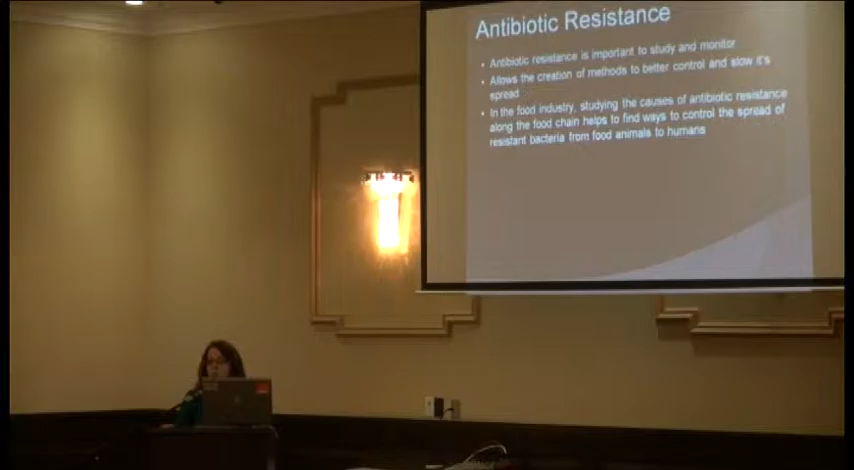 Antibiotic Resistance
• Antibiotic resistance is important to study and monitor
• Allows the creation of methods to better control and slow it's
spread
• In the food industry, studying the causes of antibiotic resistance
along the food chain helps to find ways to control the spread of
resistant bacteria from food animals to humans